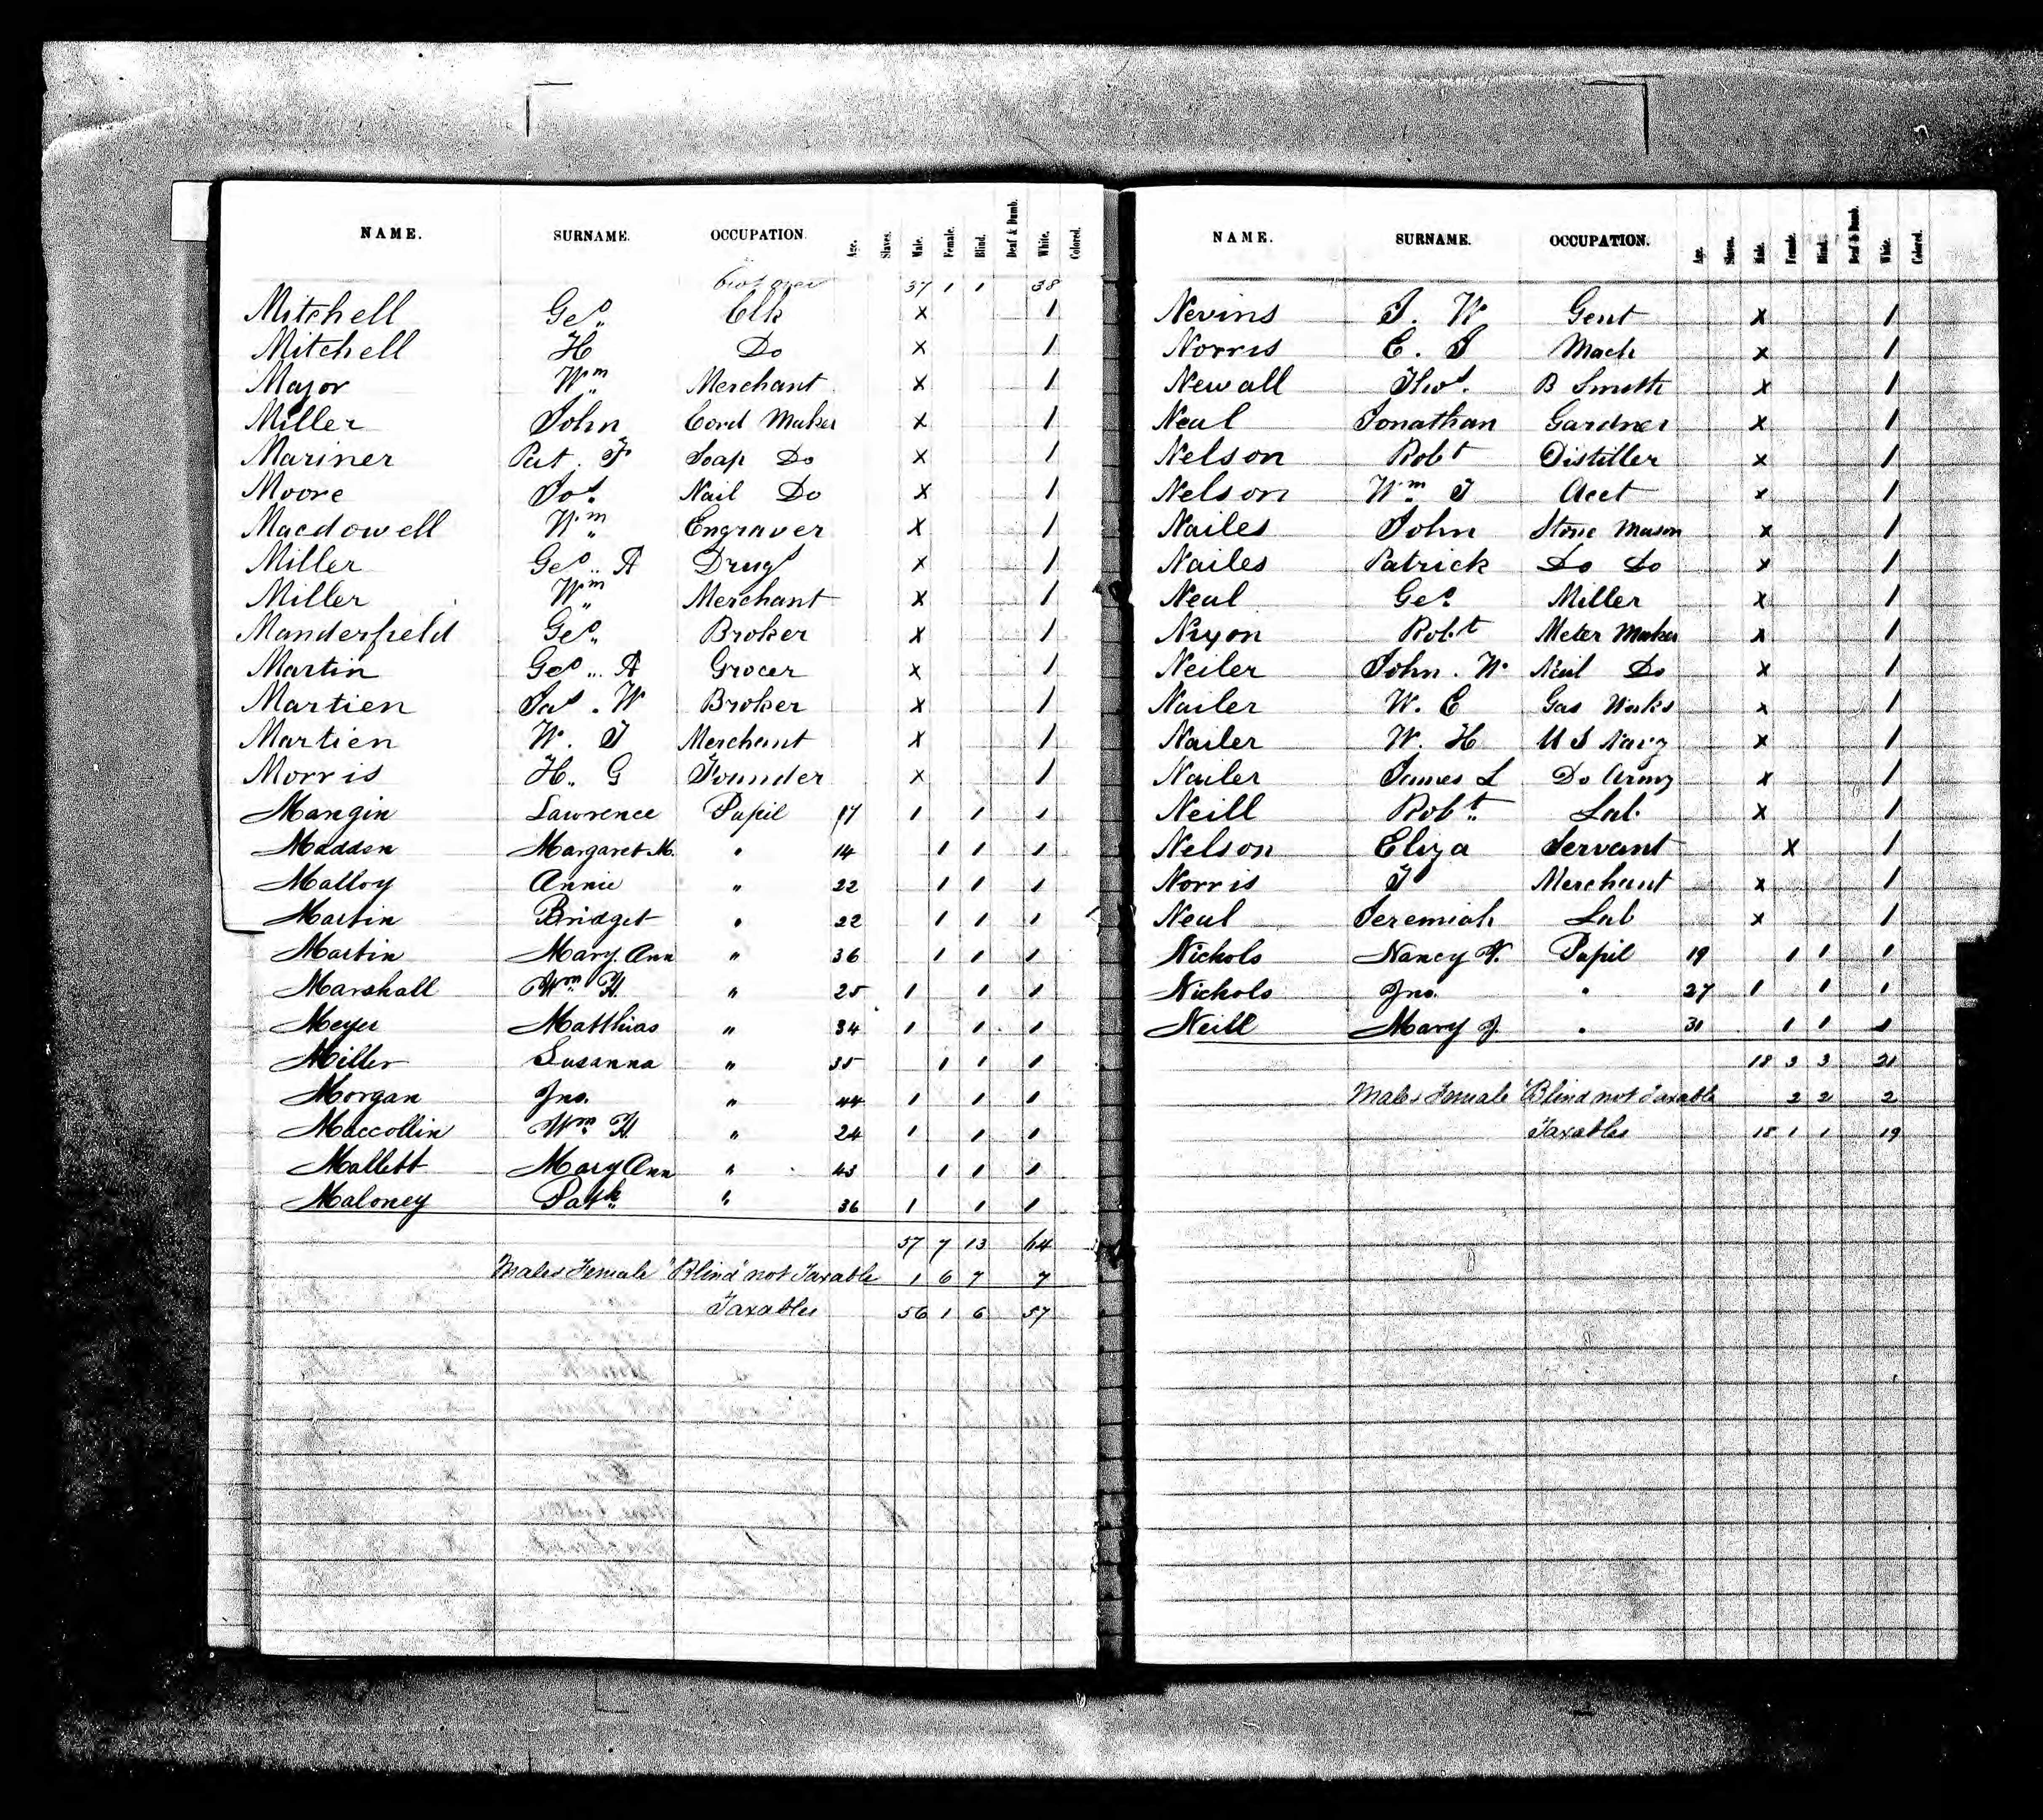 NAME. SURNAME. OCCUPATION. Age. Slaves. Male. Female. Blind. Deaf & Dumb. White. Colored.
Brot over 37 1 1 38
Mitchell Geo. Clk x 1
Mitchell H Do x 1
Major Wm Merchant x 1
Miller John Cord Maker x 1
Mariner Pat. F Soap Do x 1
Moore Jos. Nail Do x 1
Macdowell Wm Engraver x 1
Miller Geo. A Drugs x 1
Miller Wm Merchant x 1
Manderfield Geo. Broker x 1
Martin Geo. A Grocer x 1
Martien Jas. W Broker x 1
Martien W. J Merchant x 1
Morris H. G Founder x 1
Mangin Lawrence Pupil 17 1 1 1
Madden Margaret M. " 14 1 1 1
Malloy Annie " 22 1 1 1
Martin Bridget " 22 1 1 1
Martin Mary Ann " 36 1 1 1
Marshall Wm H. " 25 1 1 1
Meyer Matthias " 34 1 1 1
Miller Susanna " 35 1 1 1
Morgan Jno. " 44 1 1 1
Maccollin Wm H. " 24 1 1 1
Mallett Mary Ann " 43 1 1 1
Maloney Patk. " 36 1 1 1
57 7 13 64
Males Female "Blind" not Taxable 1 6 7 7
Taxables 56 1 6 57
NAME. SURNAME. OCCUPATION. Age. Slaves. Male. Female. Blind. Deaf & Dumb. White. Colored.
Nevins J. W Gent x 1
Norris E. J Mach x 1
Newall Thos. B Smith x 1
Neal Jonathan Gardner x 1
Nelson Robt Distiller x 1
Nelson Wm J Acct x 1
Nailes John Stone Mason x 1
Nailes Patrick Do Do x 1
Neal Geo. Miller x 1
Nixon Robt Meter Maker x 1
Neiler John. W. Nail Do x 1
Nailer W. C Gas Works x 1
Nailer W. H U S Navy x 1
Nailer James L Do Army x 1
Neill Robt. Lab. x 1
Nelson Eliza Servant x 1
Norris J Merchant x 1
Neal Jeremiah Lab x 1
Nichols Nancy N. Pupil 19 1 1 1
Nichols Jno. " 27 1 1 1
Neill Mary J. " 31 1 1 1
18 3 3 21
Males Female "Blind not Taxable 2 2 2
Taxables 18 1 1 19